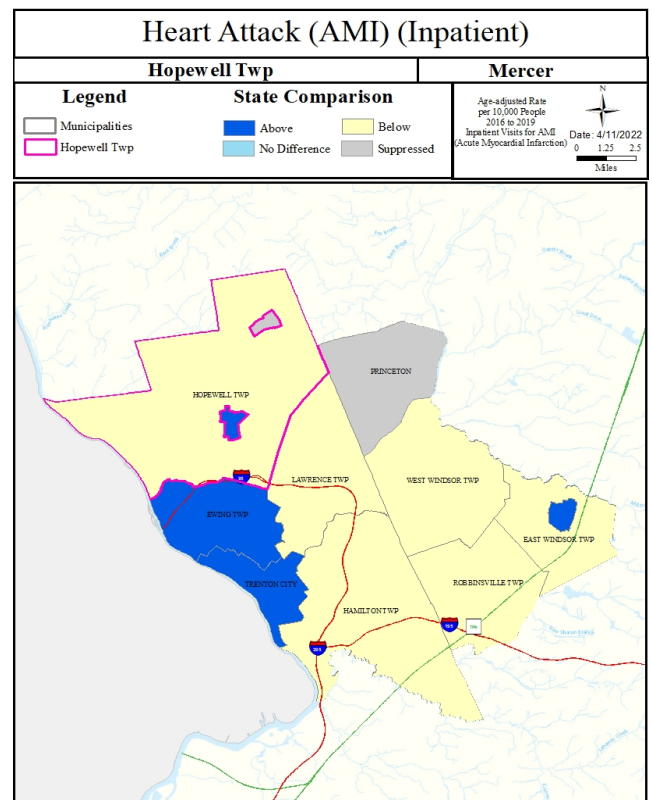 Heart Attack (AMI) (Inpatient)
Hopewell Twp
Mercer
Legend
Municipalities
Hopewell Twp
State Comparison
Above
Below
No Difference
Suppressed
Age-adjusted Rate
per 10,000 People
2016 to 2019
Inpatient Visits for AMI
(Acute Myocardial Infarction)
N
Date: 4/11/2022
0 1.25 2.5
Miles
PRINCETON
HOPEWELL TWP
LAWRENCE TWP
WEST WINDSOR TWP
EWING TWP
EAST WINDSOR TWP
TRENTON CITY
ROBBINSVILLE TWP
HAMILTON TWP
195